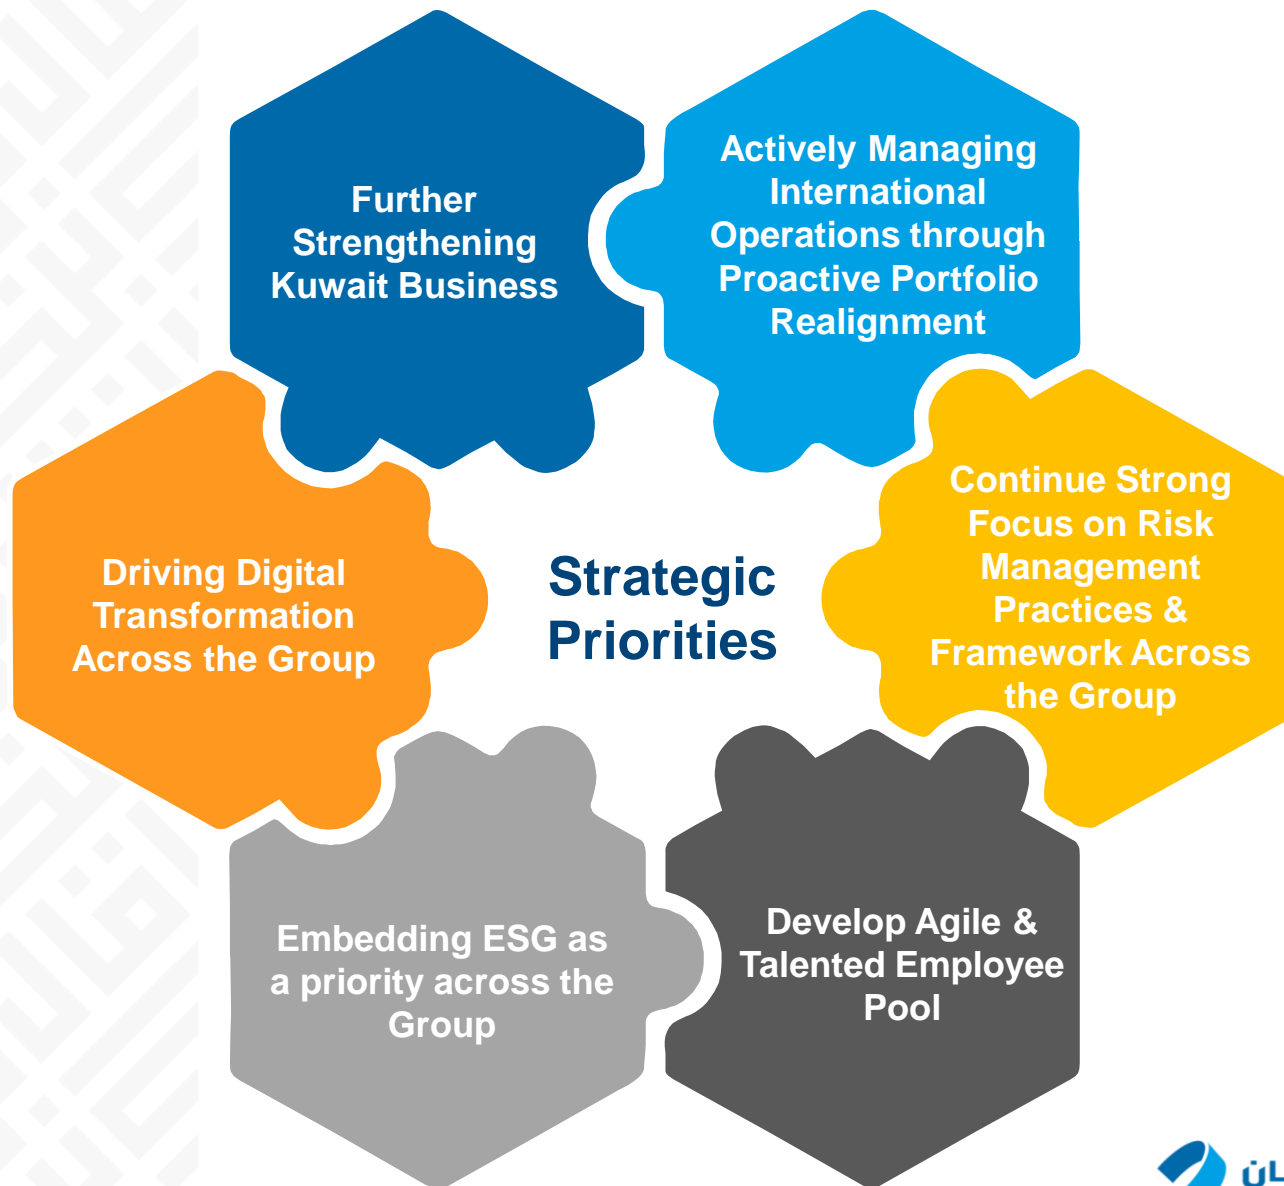 Further
Strengthening
Kuwait Business
Actively Managing
International
Operations through
Proactive Portfolio
Realignment
Continue Strong
Focus on Risk
Management
Practices &
Framework Across
the Group
Driving Digital
Transformation
Across the Group
Strategic
Priorities
Embedding ESG as
a priority across the
Group
Develop Agile &
Talented Employee
Pool